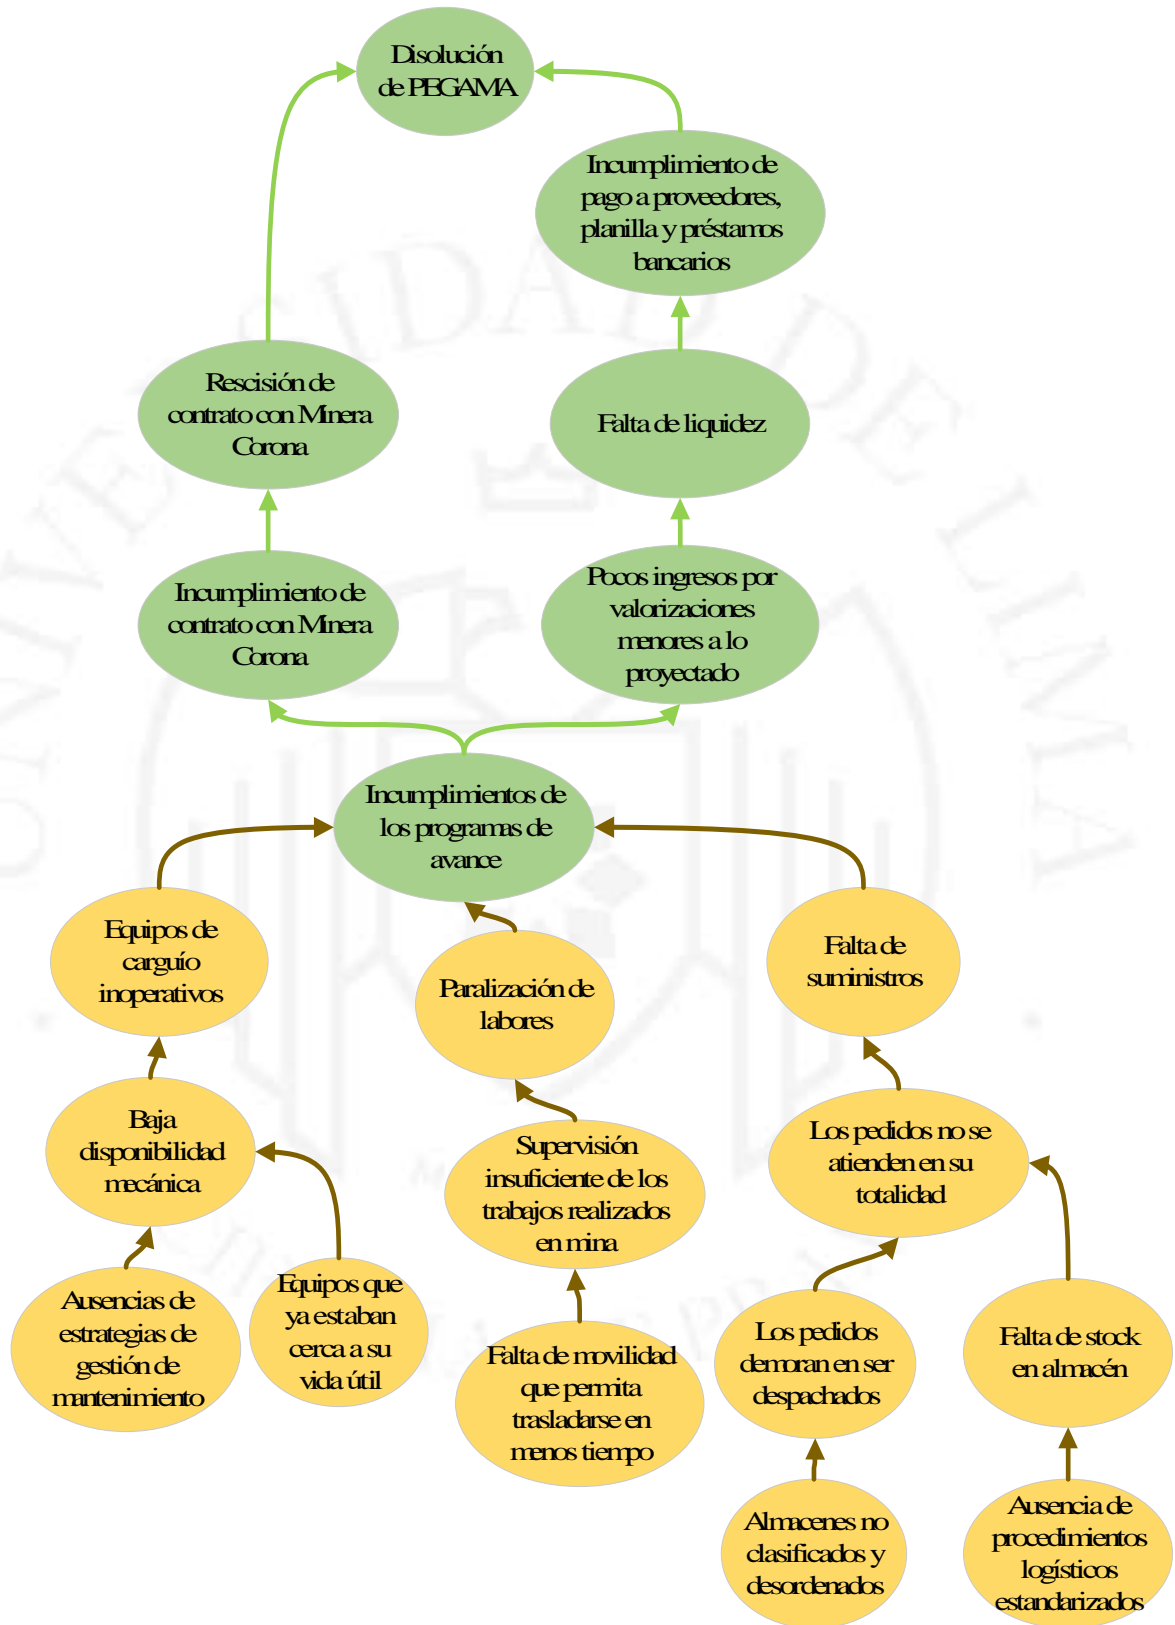 Disolución
de PEGAMA
Incumplimiento de
pago a proveedores,
planilla y préstamos
bancarios
Rescisión de
contrato con Minera
Corona
Falta de liquidez
Incumplimiento de
contrato con Minera
Corona
Pocos ingresos por
valorizaciones
menores a lo
proyectado
Incumplimientos de
los programas de
avance
Equipos de
carguío
inoperativos
Paralización de
labores
Falta de
suministros
Baja
disponibilidad
mecánica
Supervisión
insuficiente de los
trabajos realizados
en mina
Los pedidos no se
atienden en su
totalidad
Ausencias de
estrategias de
gestión de
mantenimiento
Equipos que
ya estaban
cerca a su
vida útil
Falta de movilidad
que permita
trasladarse en
menos tiempo
Los pedidos
demoran en ser
despachados
Falta de stock
en almacén
Almacenes no
clasificados y
desordenados
Ausencia de
procedimientos
logísticos
estandarizados
UNIVERSIDAD DE LIMA